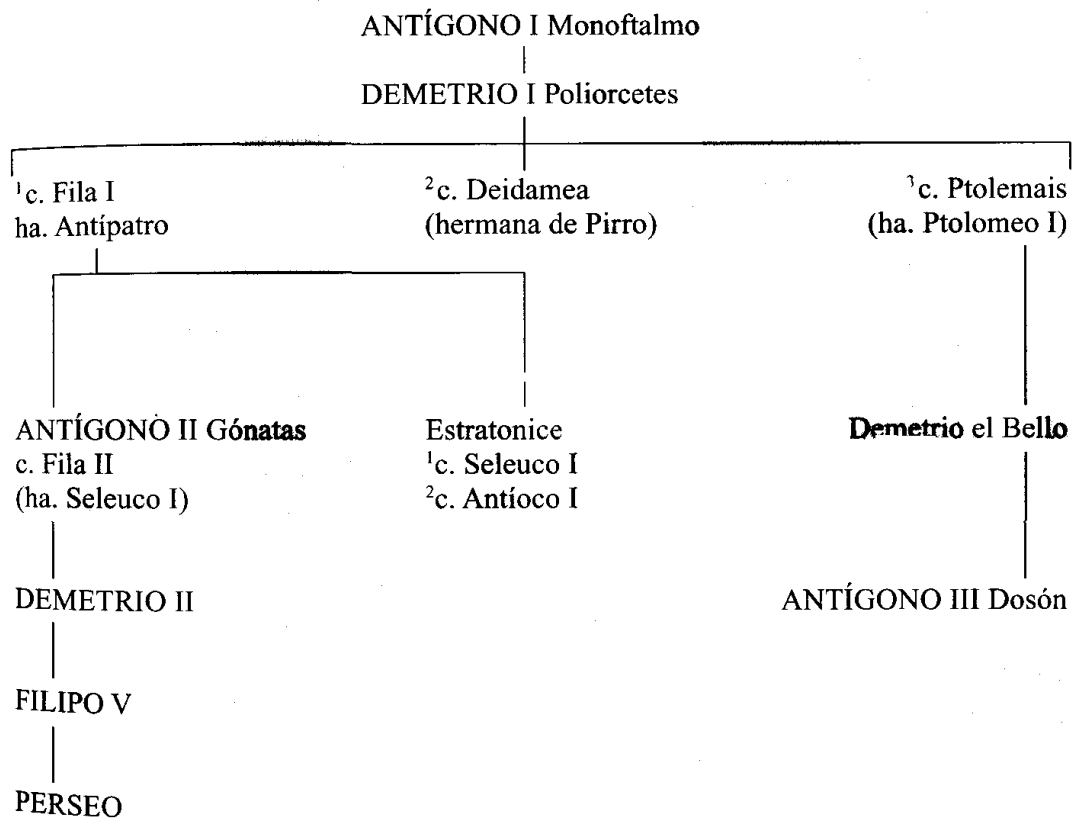 ANTÍGONO I Monoftalmo
DEMETRIO I Poliorcetes
¹c. Fila I
ha. Antípatro
²c. Deidamea
(hermana de Pirro)
³c. Ptolemais
(ha. Ptolomeo I)
ANTÍGONO II Gónatas
c. Fila II
(ha. Seleuco I)
Estratonice
¹c. Seleuco I
²c. Antíoco I
Demetrio el Bello
DEMETRIO II
ANTÍGONO III Dosón
FILIPO V
PERSEO